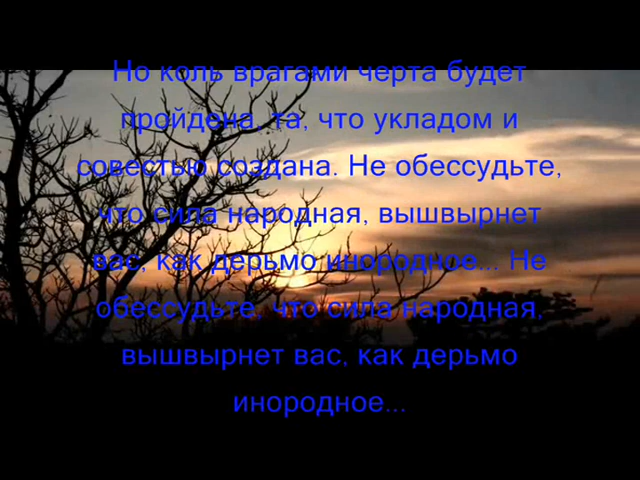 Но коль врагами черта будет
пройдена, та, что укладом и
совестью создана. Не обессудьте,
что сила народная, вышвырнет
вас, как дерьмо инородное... Не
обессудьте, что сила народная,
вышвырнет вас, как дерьмо
инородное...